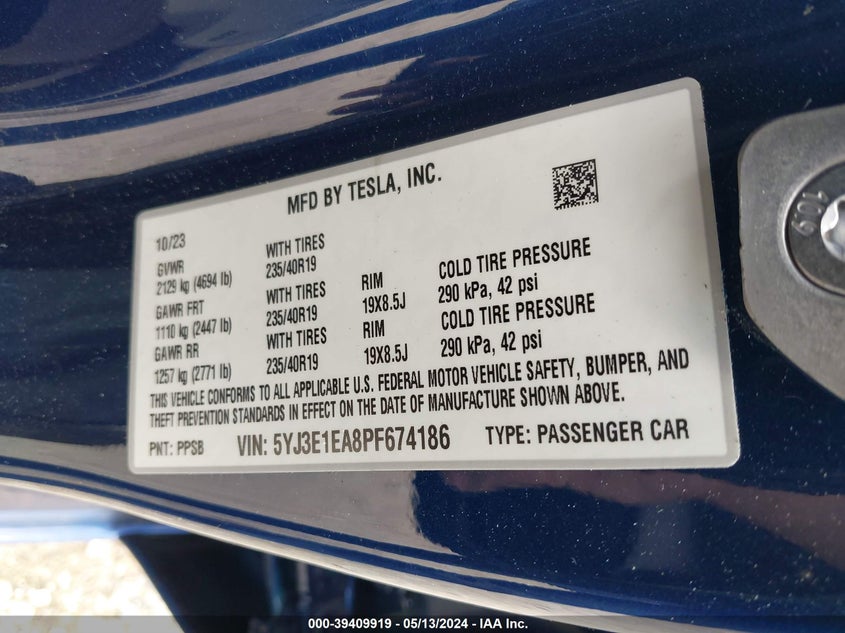 MFD BY TESLA, INC.
10/23
GVWR WITH TIRES
2129 kg (4694 lb) 235/40R19 RIM COLD TIRE PRESSURE
GAWR FRT WITH TIRES 19X8.5J 290 kPa, 42 psi
1110 kg (2447 lb) 235/40R19 RIM COLD TIRE PRESSURE
GAWR RR WITH TIRES 19X8.5J 290 kPa, 42 psi
1257 kg (2771 lb) 235/40R19
THIS VEHICLE CONFORMS TO ALL APPLICABLE U.S. FEDERAL MOTOR VEHICLE SAFETY, BUMPER, AND
THEFT PREVENTION STANDARDS IN EFFECT ON THE DATE OF MANUFACTURE SHOWN ABOVE.
PNT: PPSB VIN: 5YJ3E1EA8PF674186 TYPE: PASSENGER CAR
000-39409919 - 05/13/2024 - IAA Inc.